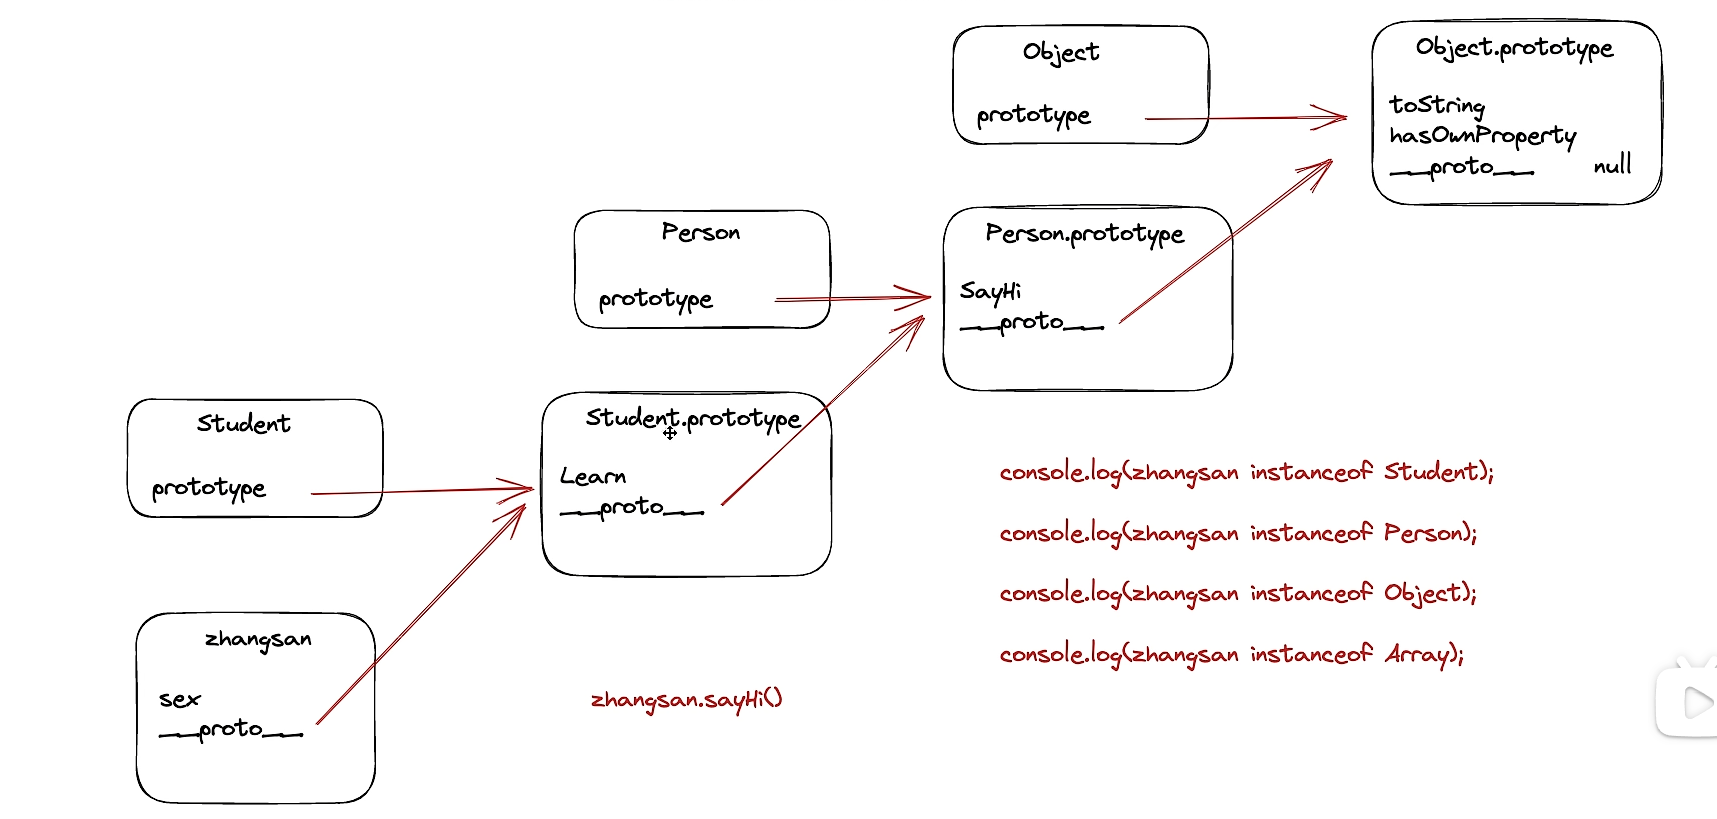 Object
prototype
Object.prototype
toString
hasOwnProperty
__proto__ null
Person
prototype
Person.prototype
SayHi
__proto__
Student
prototype
Student.prototype
Learn
__proto__
zhangsan
sex
__proto__
zhangsan.sayHi()
console.log(zhangsan instanceof Student);
console.log(zhangsan instanceof Person);
console.log(zhangsan instanceof Object);
console.log(zhangsan instanceof Array);